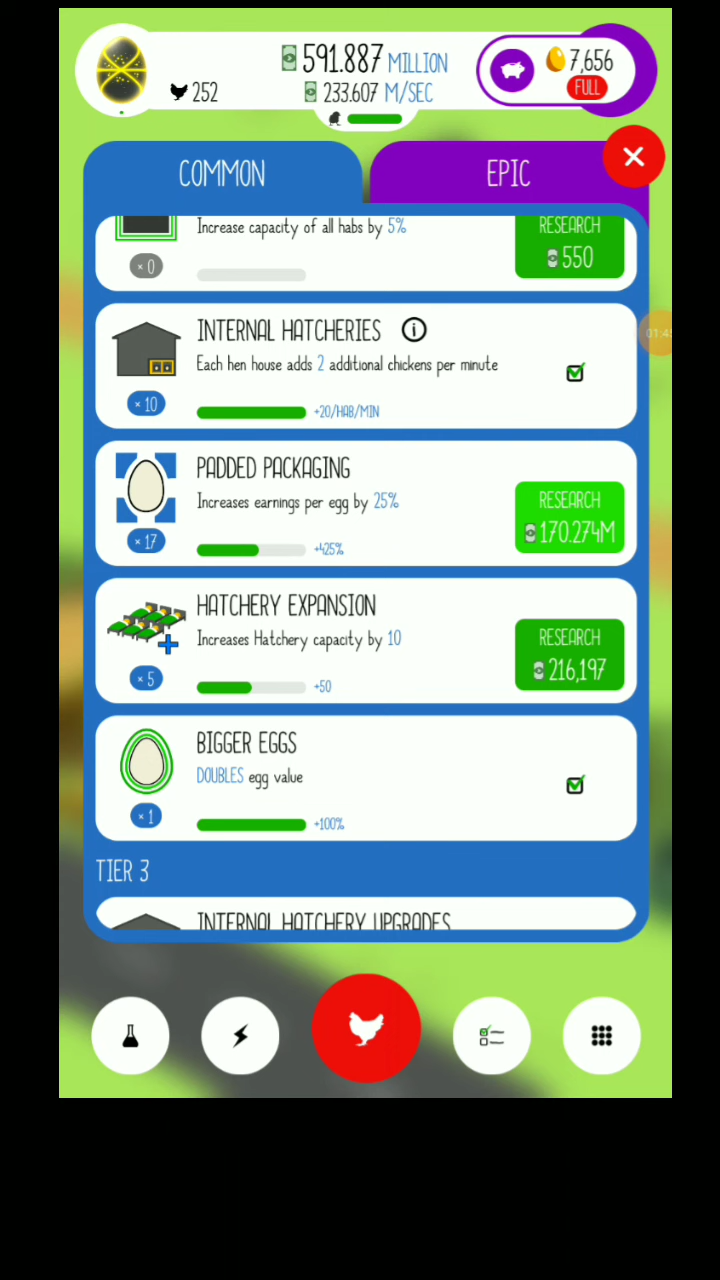 591.887 MILLION
7,656
252
233.607 M/SEC
FULL
COMMON
EPIC
Increase capacity of all habs by 5%
RESEARCH
550
× 0
INTERNAL HATCHERIES i
Each hen house adds 2 additional chickens per minute
× 10
+20/HAB/MIN
PADDED PACKAGING
Increases earnings per egg by 25%
RESEARCH
170.274M
× 17
+425%
HATCHERY EXPANSION
Increases Hatchery capacity by 10
RESEARCH
216,197
× 5
+50
BIGGER EGGS
DOUBLES egg value
× 1
+100%
TIER 3
INTERNAL HATCHERY UPGRADES